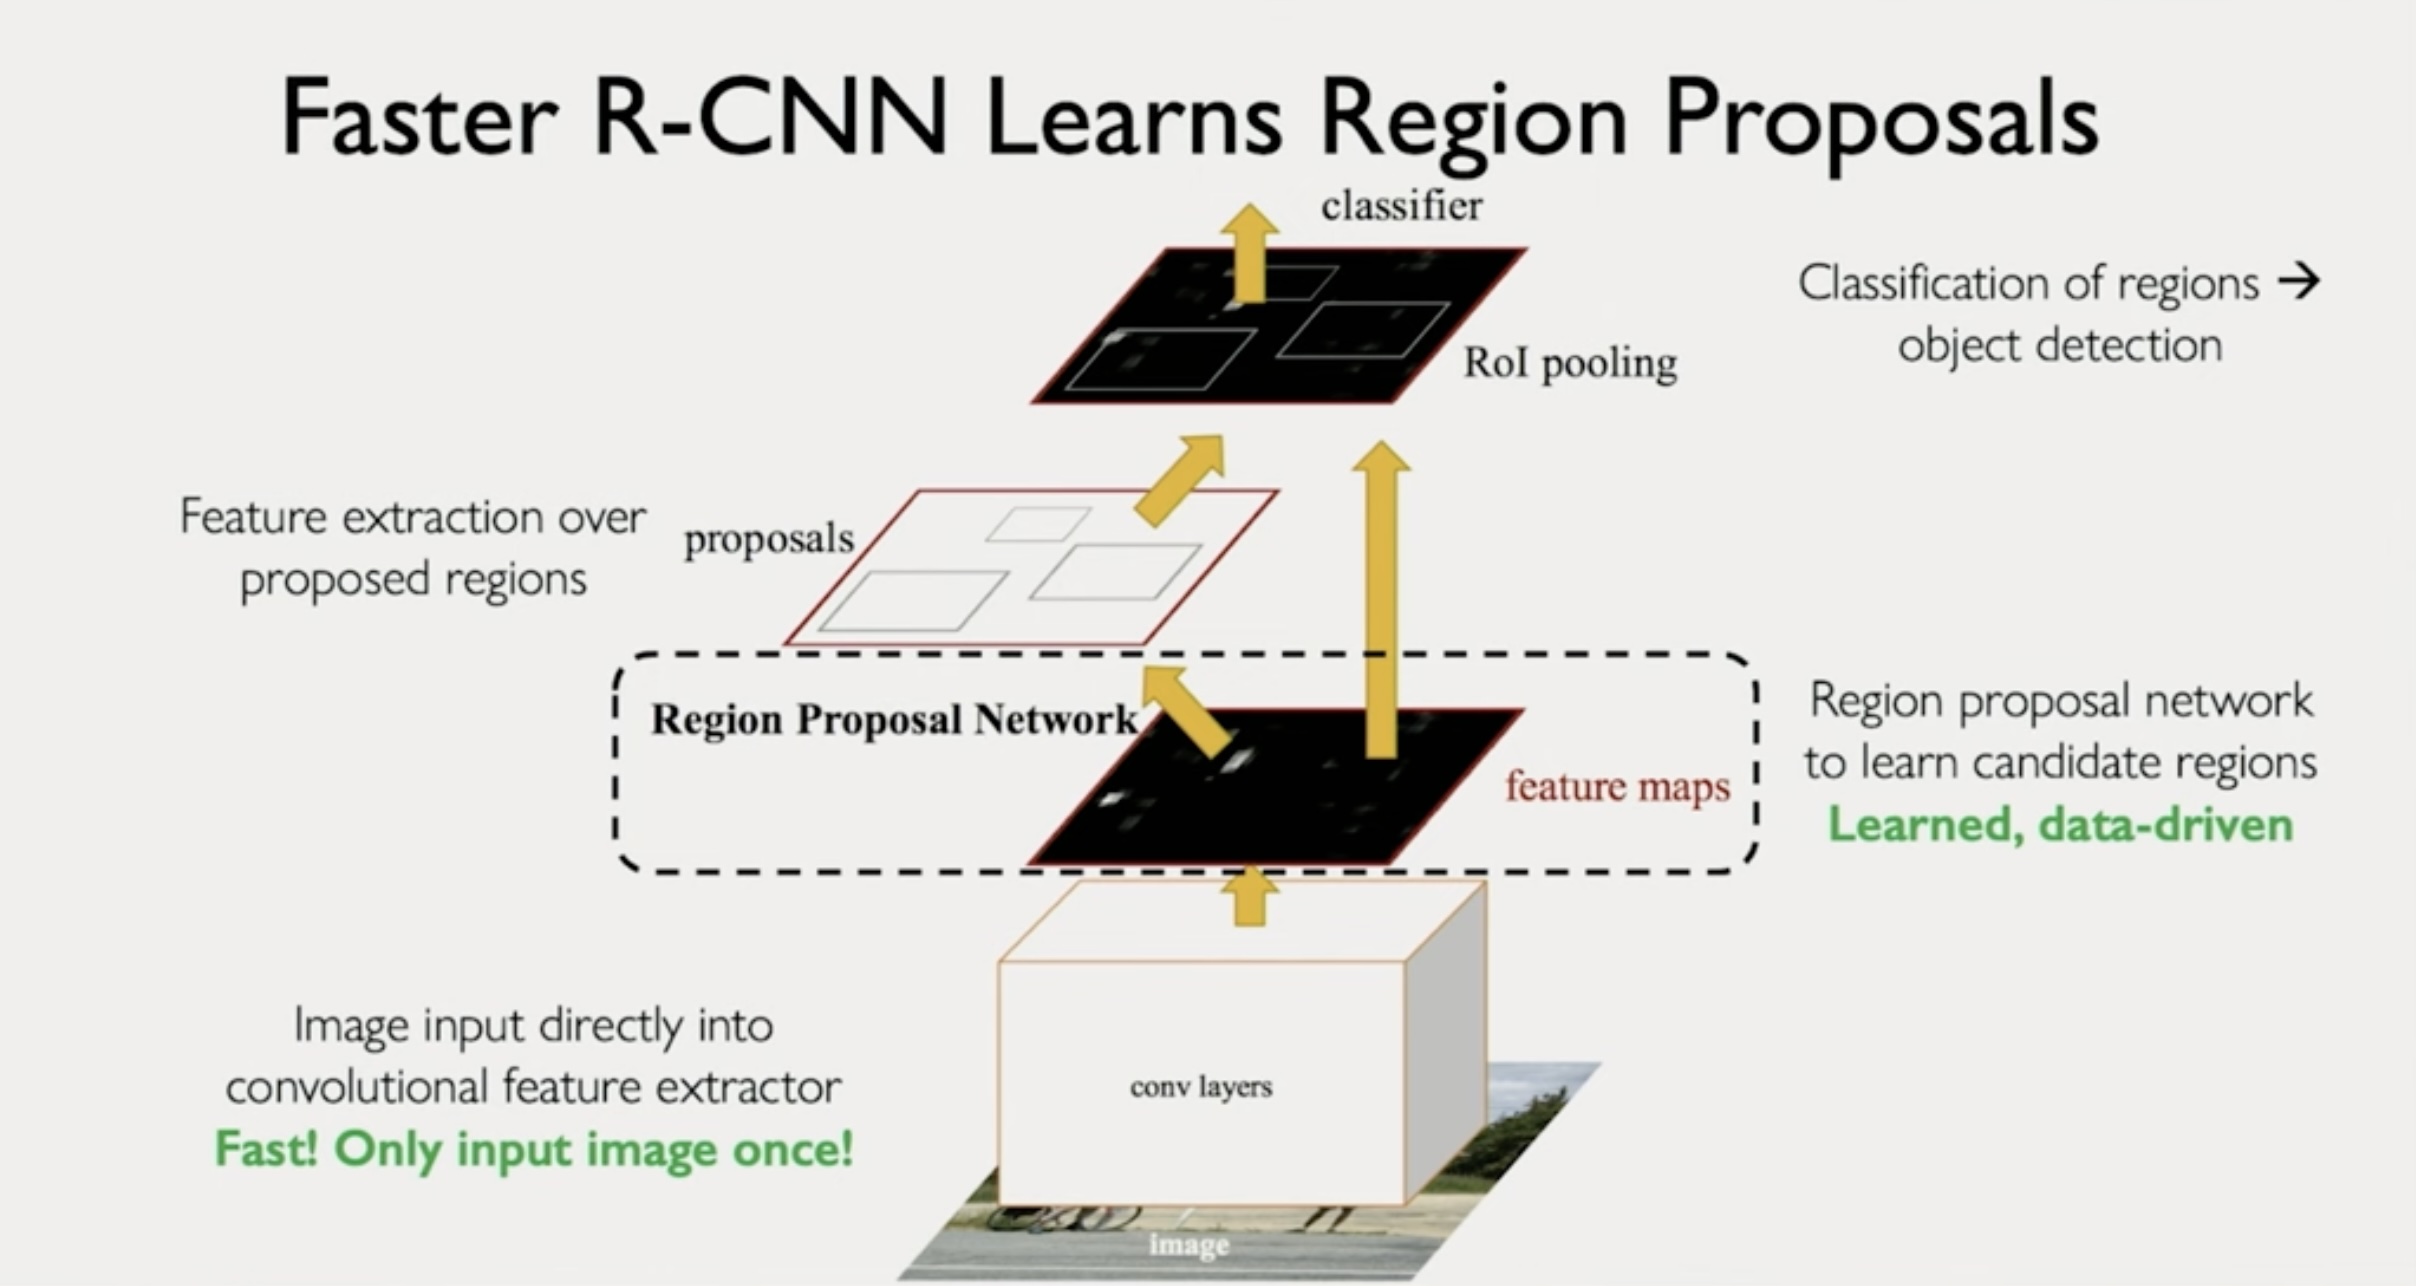 Faster R-CNN Learns Region Proposals
classifier
Classification of regions →
object detection
RoI pooling
Feature extraction over
proposed regions
proposals
Region Proposal Network
feature maps
Region proposal network
to learn candidate regions
Learned, data-driven
Image input directly into
convolutional feature extractor
Fast! Only input image once!
conv layers
image